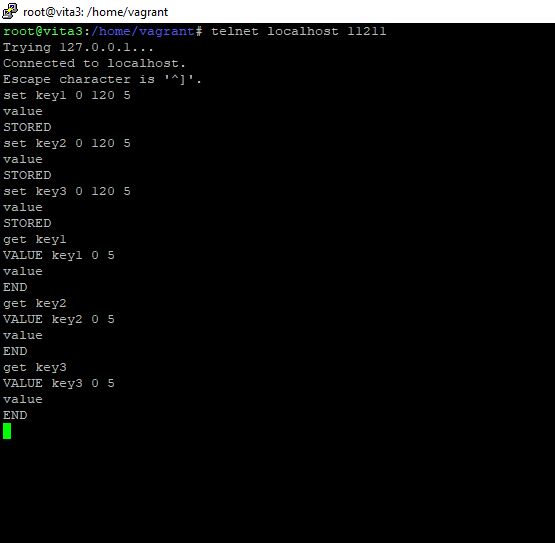 root@vita3: /home/vagrant
root@vita3:/home/vagrant# telnet localhost 11211
Trying 127.0.0.1...
Connected to localhost.
Escape character is '^]'.
set key1 0 120 5
value
STORED
set key2 0 120 5
value
STORED
set key3 0 120 5
value
STORED
get key1
VALUE key1 0 5
value
END
get key2
VALUE key2 0 5
value
END
get key3
VALUE key3 0 5
value
END